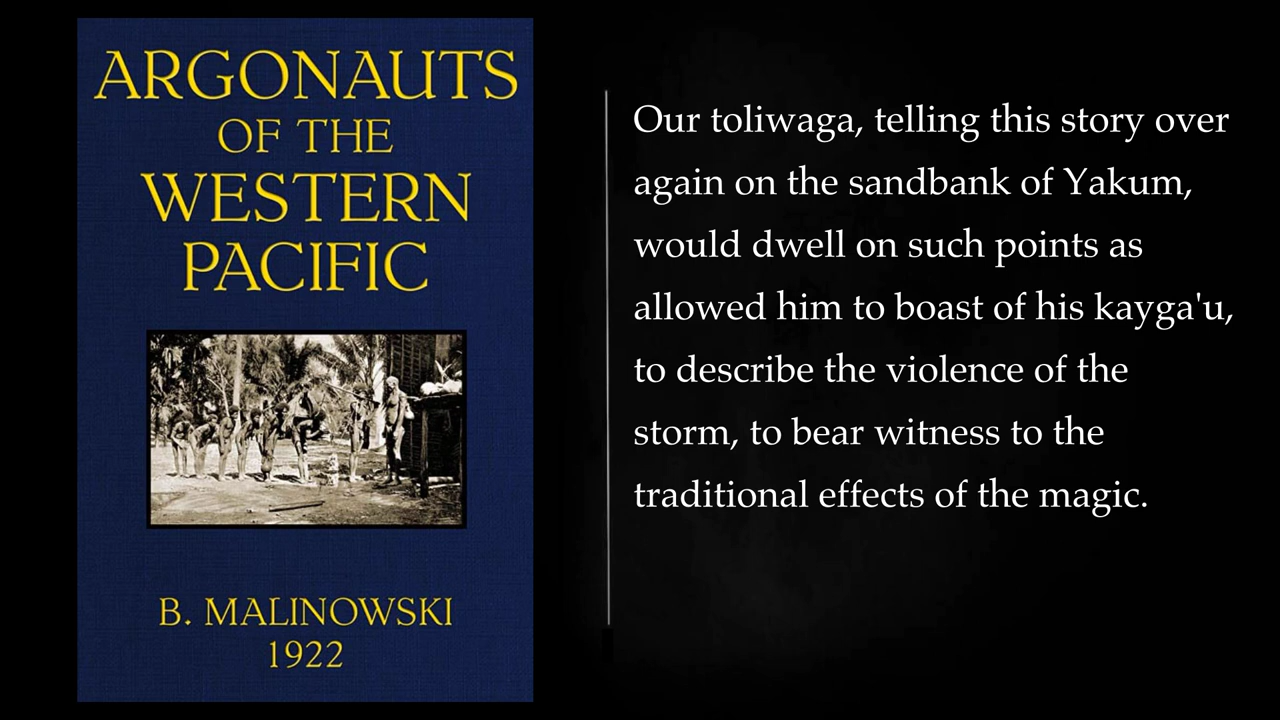 ARGONAUTS
OF THE
WESTERN
PACIFIC
B. MALINOWSKI
1922
Our toliwaga, telling this story over
again on the sandbank of Yakum,
would dwell on such points as
allowed him to boast of his kayga'u,
to describe the violence of the
storm, to bear witness to the
traditional effects of the magic.